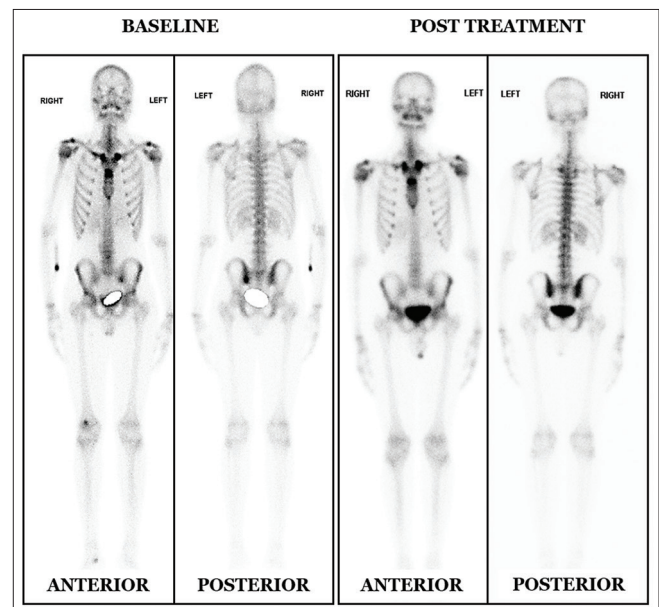 BASELINE POST TREATMENT
RIGHT LEFT LEFT RIGHT RIGHT LEFT LEFT RIGHT
ANTERIOR POSTERIOR ANTERIOR POSTERIOR